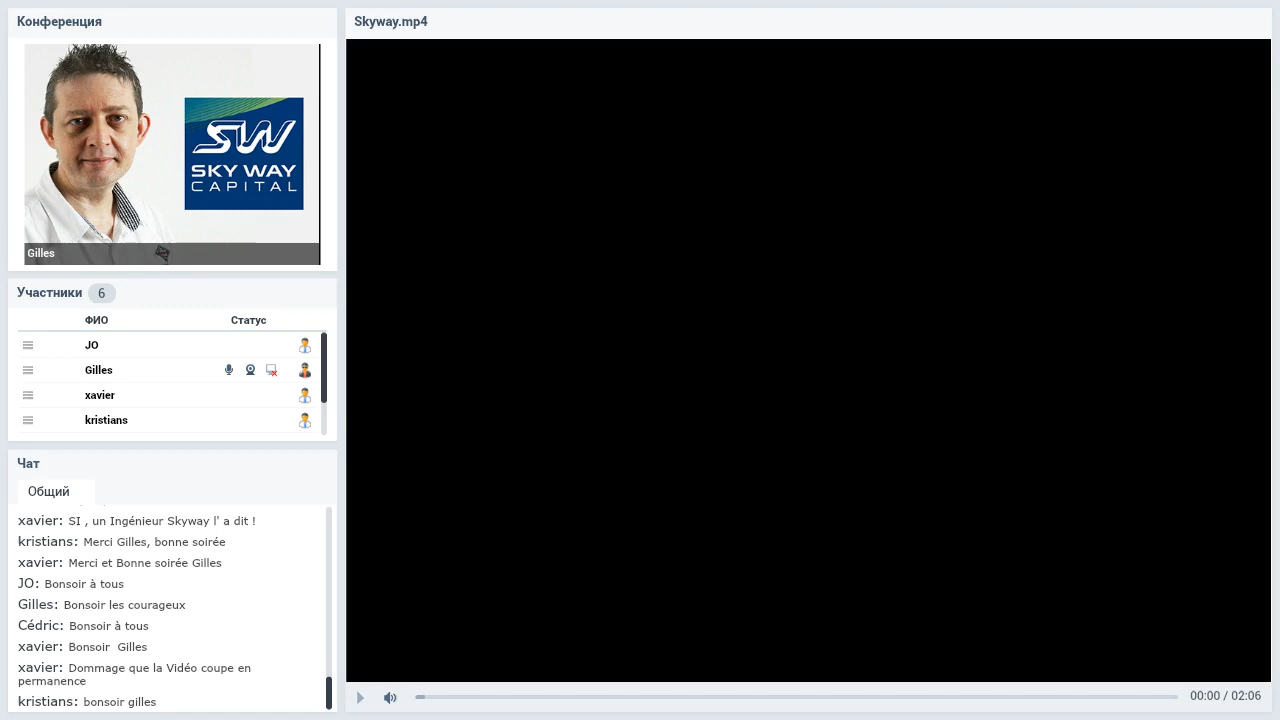 Конференция
SW
SKY WAY
CAPITAL
Gilles
Участники 6
ФИО Статус
JO
Gilles
xavier
kristians
Чат
Общий
xavier: SI , un Ingénieur Skyway l' a dit !
kristians: Merci Gilles, bonne soirée
xavier: Merci et Bonne soirée Gilles
JO: Bonsoir à tous
Gilles: Bonsoir les courageux
Cédric: Bonsoir à tous
xavier: Bonsoir  Gilles
xavier: Dommage que la Vidéo coupe en
permanence
kristians: bonsoir gilles
Skyway.mp4
00:00 / 02:06